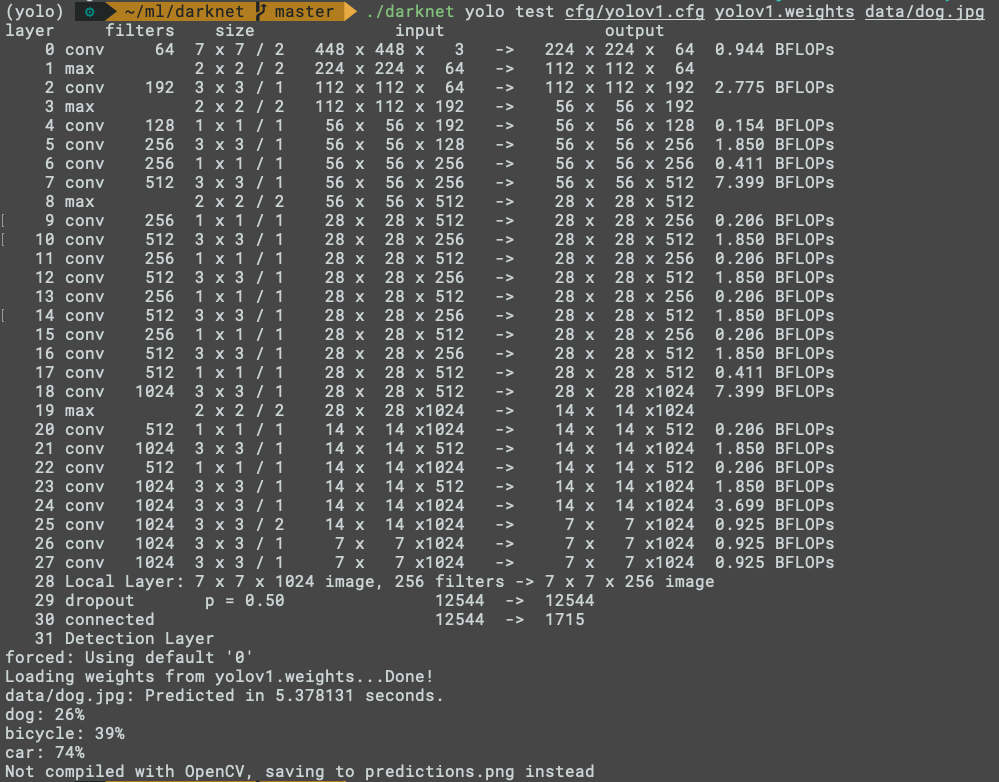 (yolo) ⚙ ~/ml/darknet master ./darknet yolo test cfg/yolov1.cfg yolov1.weights data/dog.jpg
layer     filters    size              input                output
    0 conv     64  7 x 7 / 2   448 x 448 x   3   ->   224 x 224 x  64  0.944 BFLOPs
    1 max          2 x 2 / 2   224 x 224 x  64   ->   112 x 112 x  64
    2 conv    192  3 x 3 / 1   112 x 112 x  64   ->   112 x 112 x 192  2.775 BFLOPs
    3 max          2 x 2 / 2   112 x 112 x 192   ->    56 x  56 x 192
    4 conv    128  1 x 1 / 1    56 x  56 x 192   ->    56 x  56 x 128  0.154 BFLOPs
    5 conv    256  3 x 3 / 1    56 x  56 x 128   ->    56 x  56 x 256  1.850 BFLOPs
    6 conv    256  1 x 1 / 1    56 x  56 x 256   ->    56 x  56 x 256  0.411 BFLOPs
    7 conv    512  3 x 3 / 1    56 x  56 x 256   ->    56 x  56 x 512  7.399 BFLOPs
    8 max          2 x 2 / 2    56 x  56 x 512   ->    28 x  28 x 512
[   9 conv    256  1 x 1 / 1    28 x  28 x 512   ->    28 x  28 x 256  0.206 BFLOPs
[  10 conv    512  3 x 3 / 1    28 x  28 x 256   ->    28 x  28 x 512  1.850 BFLOPs
   11 conv    256  1 x 1 / 1    28 x  28 x 512   ->    28 x  28 x 256  0.206 BFLOPs
   12 conv    512  3 x 3 / 1    28 x  28 x 256   ->    28 x  28 x 512  1.850 BFLOPs
   13 conv    256  1 x 1 / 1    28 x  28 x 512   ->    28 x  28 x 256  0.206 BFLOPs
[  14 conv    512  3 x 3 / 1    28 x  28 x 256   ->    28 x  28 x 512  1.850 BFLOPs
   15 conv    256  1 x 1 / 1    28 x  28 x 512   ->    28 x  28 x 256  0.206 BFLOPs
   16 conv    512  3 x 3 / 1    28 x  28 x 256   ->    28 x  28 x 512  1.850 BFLOPs
   17 conv    512  1 x 1 / 1    28 x  28 x 512   ->    28 x  28 x 512  0.411 BFLOPs
   18 conv   1024  3 x 3 / 1    28 x  28 x 512   ->    28 x  28 x1024  7.399 BFLOPs
   19 max          2 x 2 / 2    28 x  28 x1024   ->    14 x  14 x1024
   20 conv    512  1 x 1 / 1    14 x  14 x1024   ->    14 x  14 x 512  0.206 BFLOPs
   21 conv   1024  3 x 3 / 1    14 x  14 x 512   ->    14 x  14 x1024  1.850 BFLOPs
   22 conv    512  1 x 1 / 1    14 x  14 x1024   ->    14 x  14 x 512  0.206 BFLOPs
   23 conv   1024  3 x 3 / 1    14 x  14 x 512   ->    14 x  14 x1024  1.850 BFLOPs
   24 conv   1024  3 x 3 / 1    14 x  14 x1024   ->    14 x  14 x1024  3.699 BFLOPs
   25 conv   1024  3 x 3 / 2    14 x  14 x1024   ->     7 x   7 x1024  0.925 BFLOPs
   26 conv   1024  3 x 3 / 1     7 x   7 x1024   ->     7 x   7 x1024  0.925 BFLOPs
   27 conv   1024  3 x 3 / 1     7 x   7 x1024   ->     7 x   7 x1024  0.925 BFLOPs
   28 Local Layer: 7 x 7 x 1024 image, 256 filters -> 7 x 7 x 256 image
   29 dropout       p = 0.50               12544  ->  12544
   30 connected                            12544  ->  1715
   31 Detection Layer
forced: Using default '0'
Loading weights from yolov1.weights...Done!
data/dog.jpg: Predicted in 5.378131 seconds.
dog: 26%
bicycle: 39%
car: 74%
Not compiled with OpenCV, saving to predictions.png instead